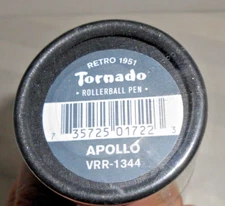 RETRO 1951
Tornado
• ROLLERBALL PEN •
7 35725 01722 3
APOLLO
VRR-1344